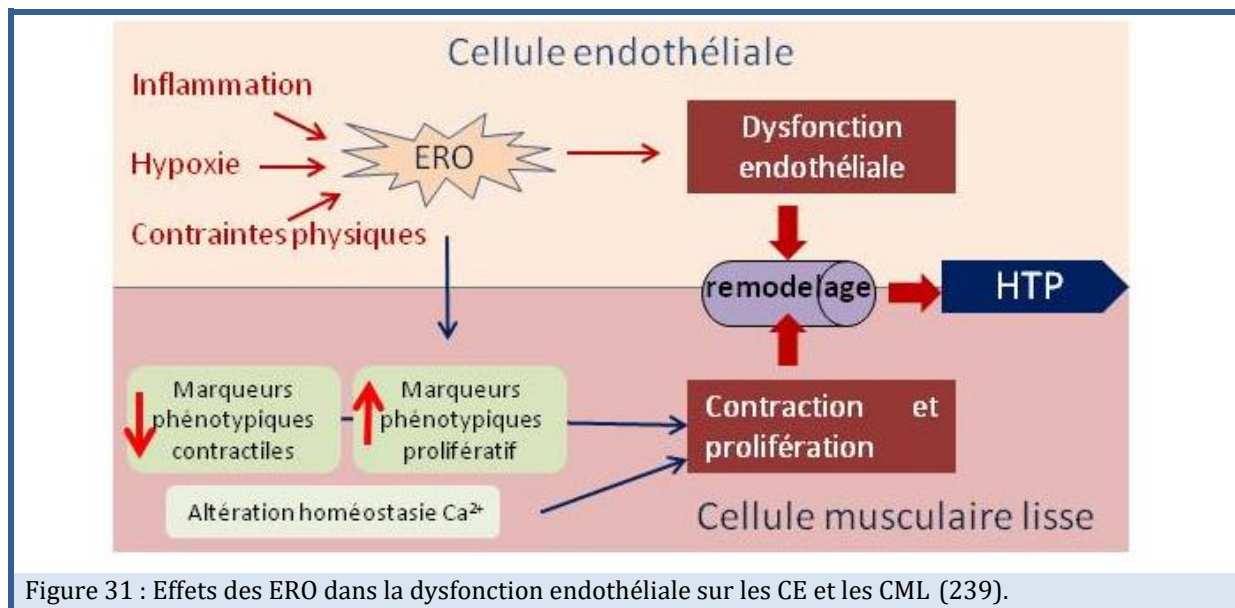 Cellule endothéliale
Inflammation
Hypoxie
Contraintes physiques
ERO
Dysfonction
endothéliale
remodelage
HTP
Marqueurs
phénotypiques
contractiles
Marqueurs
phénotypiques
prolifératif
Altération homéostasie Ca²⁺
Contraction et
prolifération
Cellule musculaire lisse
Figure 31 : Effets des ERO dans la dysfonction endothéliale sur les CE et les CML (239).